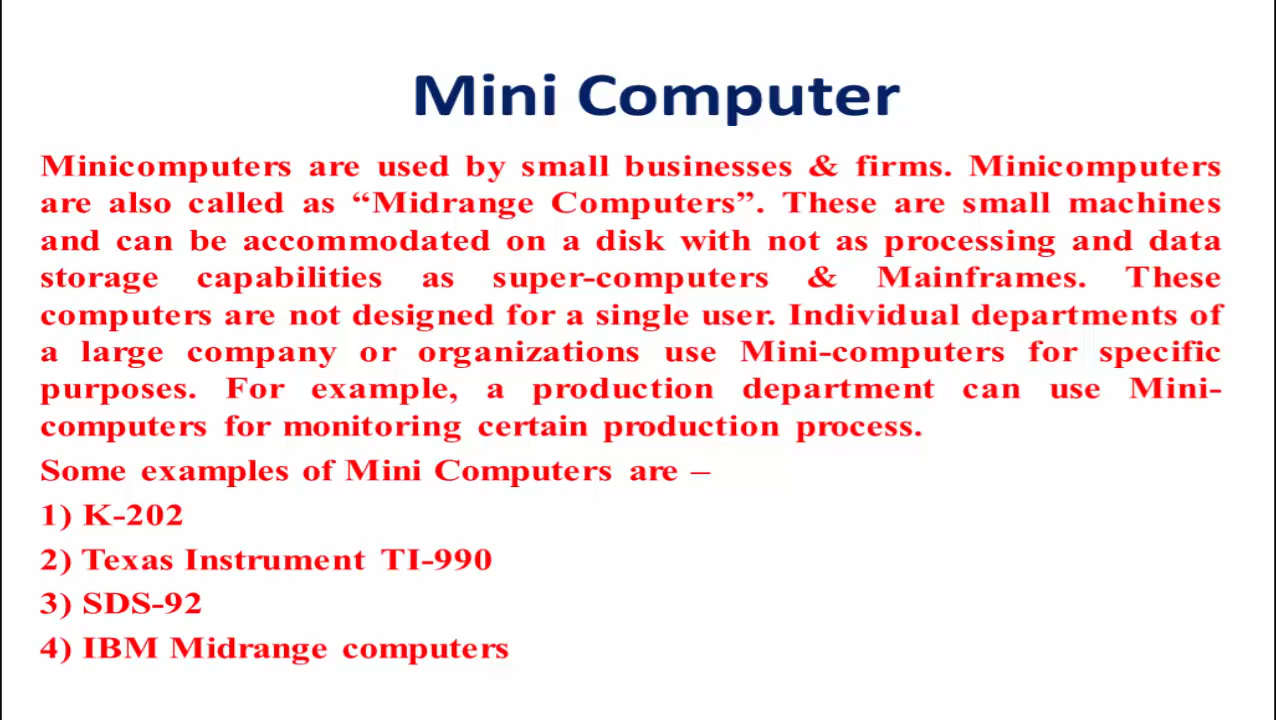 Mini Computer
Minicomputers are used by small businesses & firms. Minicomputers
are also called as “Midrange Computers”. These are small machines
and can be accommodated on a disk with not as processing and data
storage capabilities as super-computers & Mainframes. These
computers are not designed for a single user. Individual departments of
a large company or organizations use Mini-computers for specific
purposes. For example, a production department can use Mini-
computers for monitoring certain production process.
Some examples of Mini Computers are –
1) K-202
2) Texas Instrument TI-990
3) SDS-92
4) IBM Midrange computers